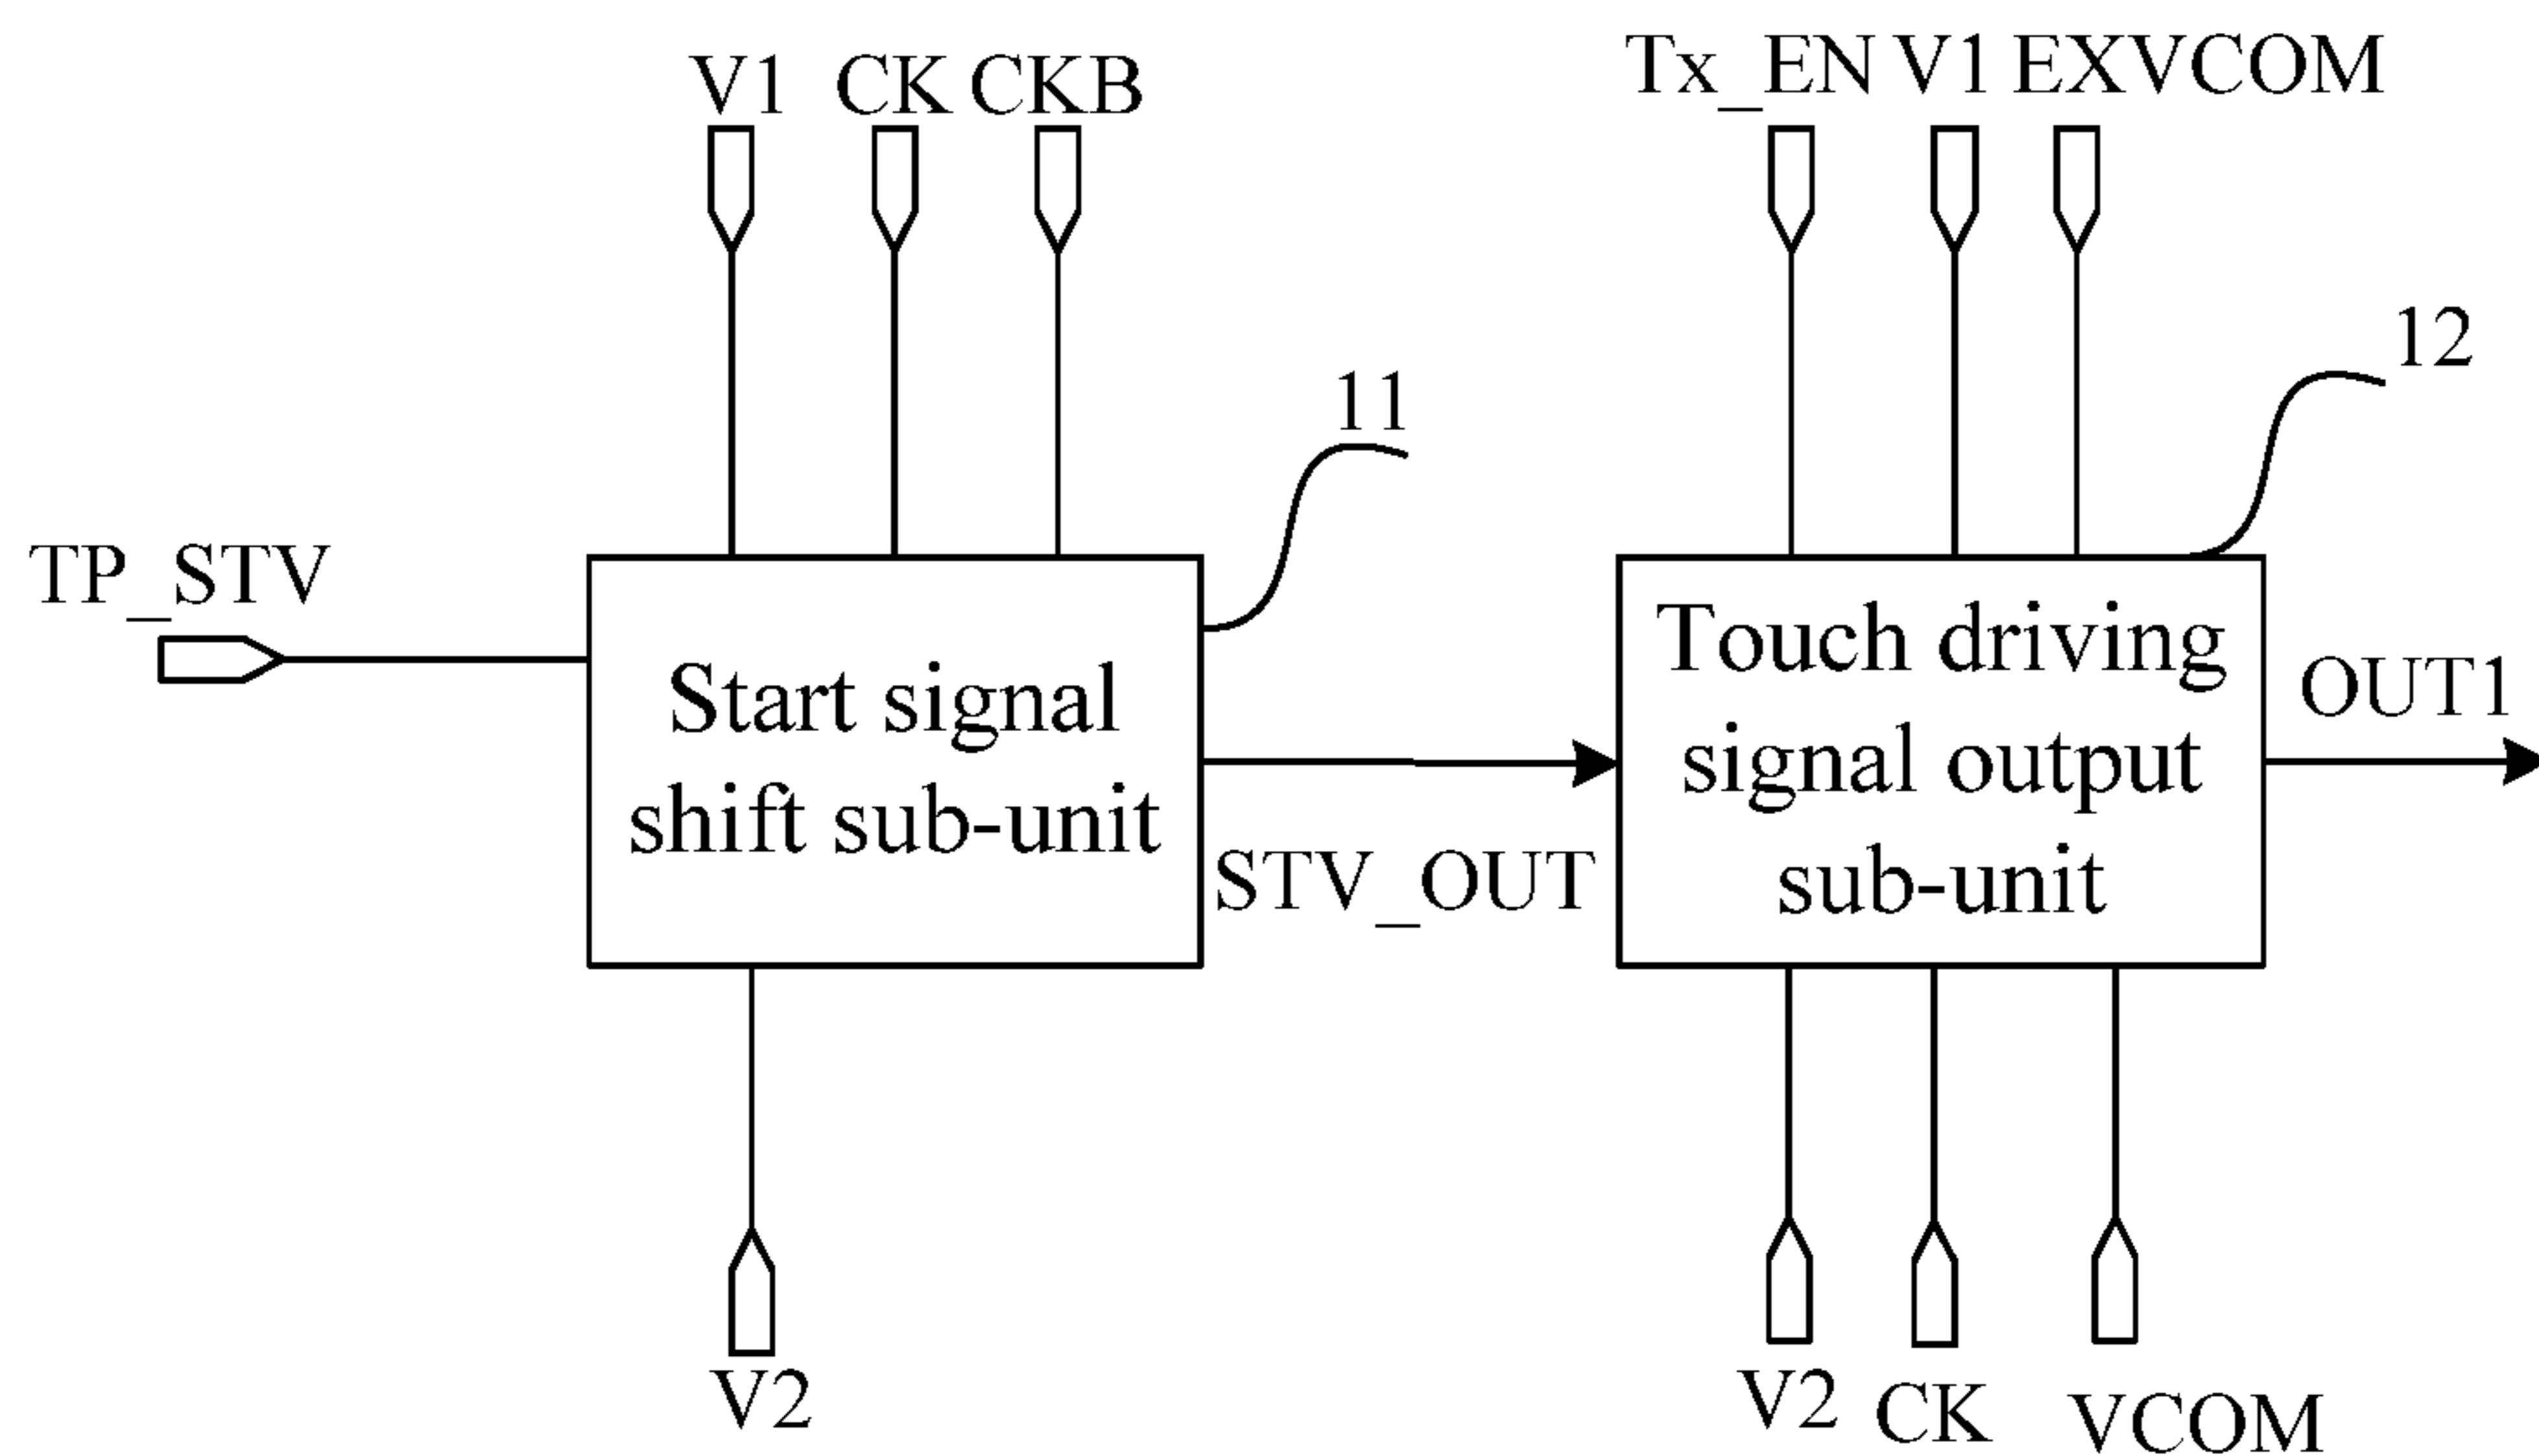 V1 CK CKB
Tx_EN V1 EXVCOM
12
11
TP_STV
Start signal
shift sub-unit
STV_OUT
Touch driving
signal output
sub-unit
OUT1
V2
V2 CK VCOM